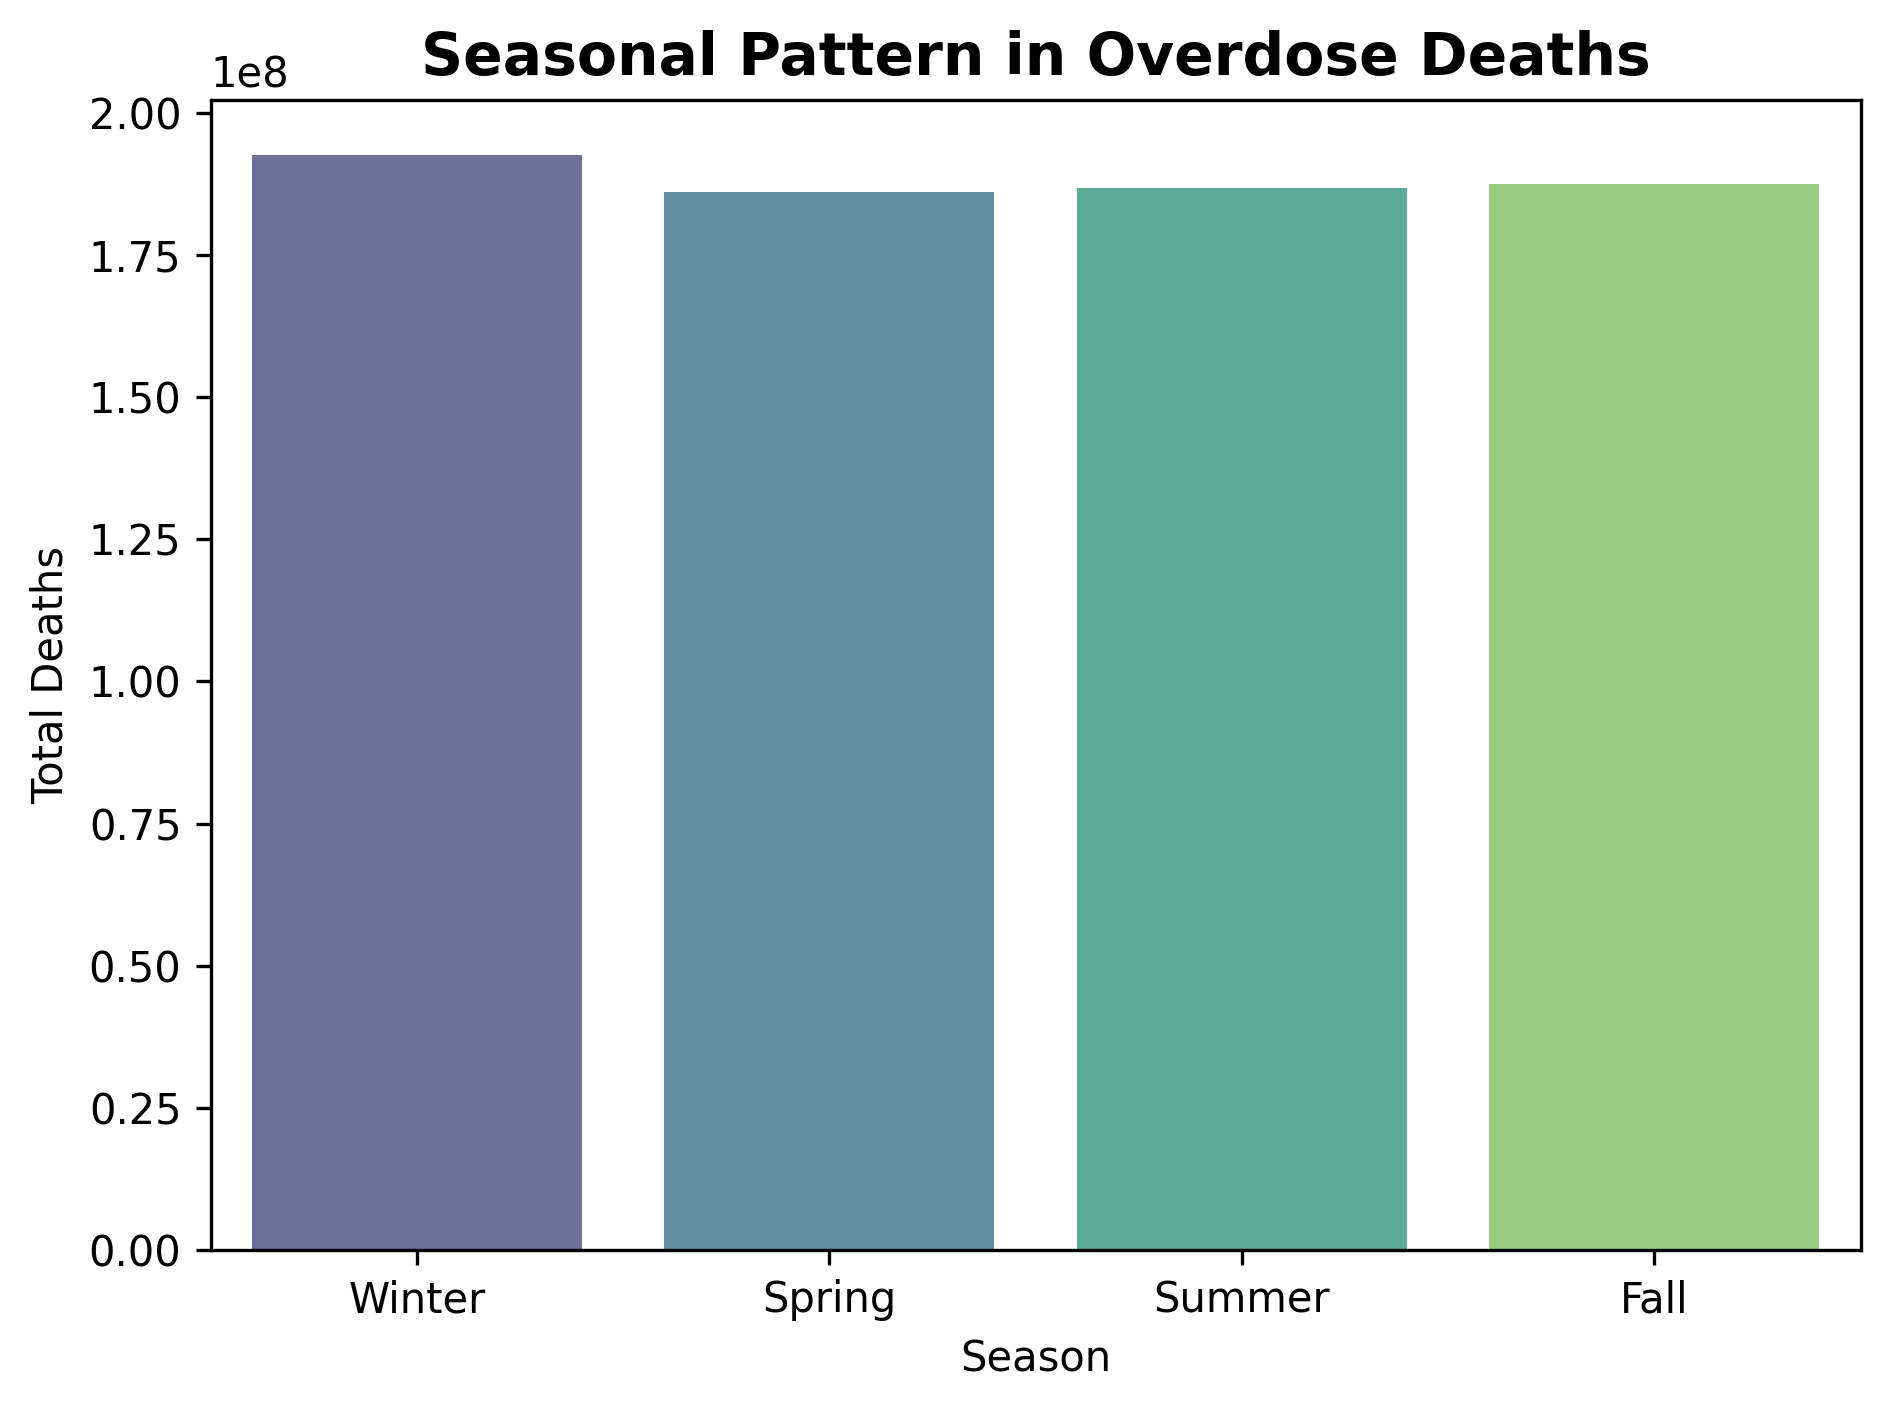 Seasonal Pattern in Overdose Deaths
1e8
2.00
1.75
1.50
1.25
1.00
0.75
0.50
0.25
0.00
Total Deaths
Winter Spring Summer Fall
Season